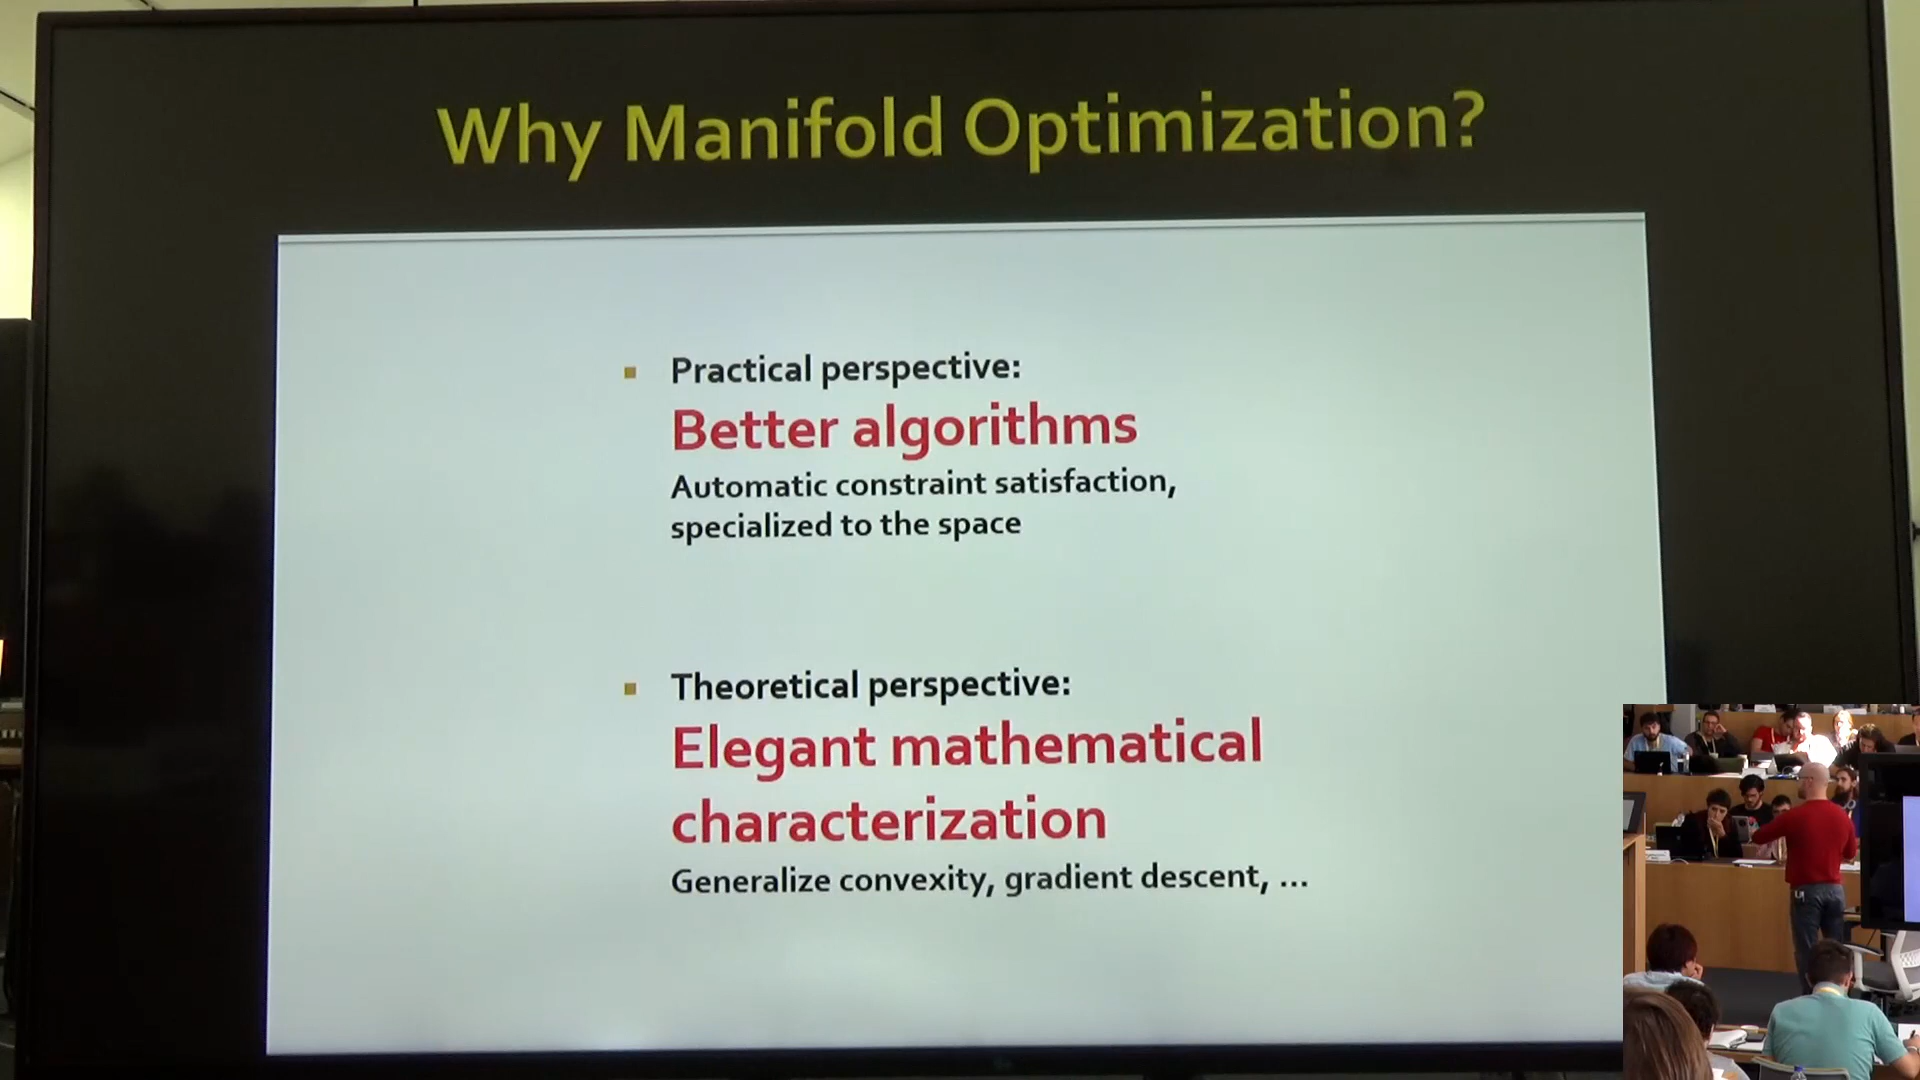 Why Manifold Optimization?
Practical perspective:
Better algorithms
Automatic constraint satisfaction,
specialized to the space
Theoretical perspective:
Elegant mathematical
characterization
Generalize convexity, gradient descent, ...